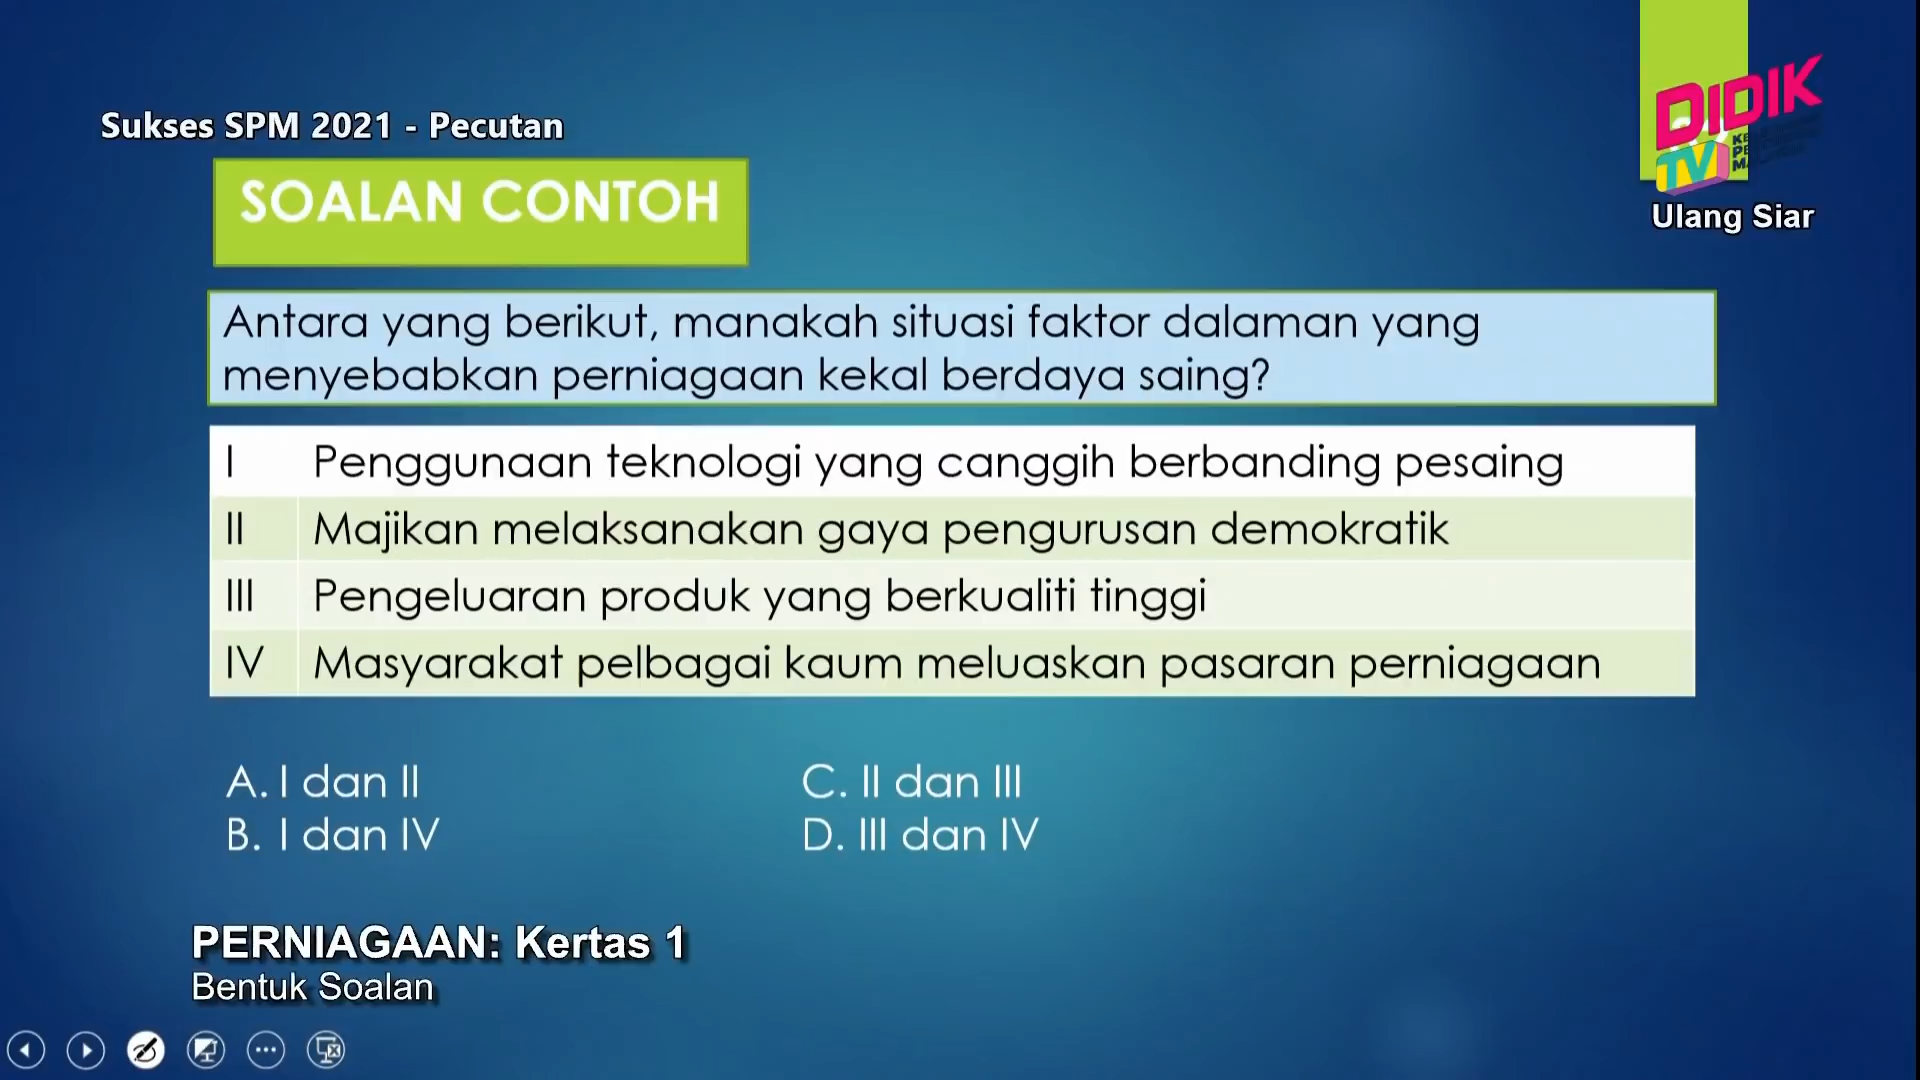 Sukses SPM 2021 - Pecutan
DIDIK
TV
Ulang Siar
SOALAN CONTOH
Antara yang berikut, manakah situasi faktor dalaman yang
menyebabkan perniagaan kekal berdaya saing?
I Penggunaan teknologi yang canggih berbanding pesaing
II Majikan melaksanakan gaya pengurusan demokratik
III Pengeluaran produk yang berkualiti tinggi
IV Masyarakat pelbagai kaum meluaskan pasaran perniagaan
A. I dan II
B. I dan IV
C. II dan III
D. III dan IV
PERNIAGAAN: Kertas 1
Bentuk Soalan